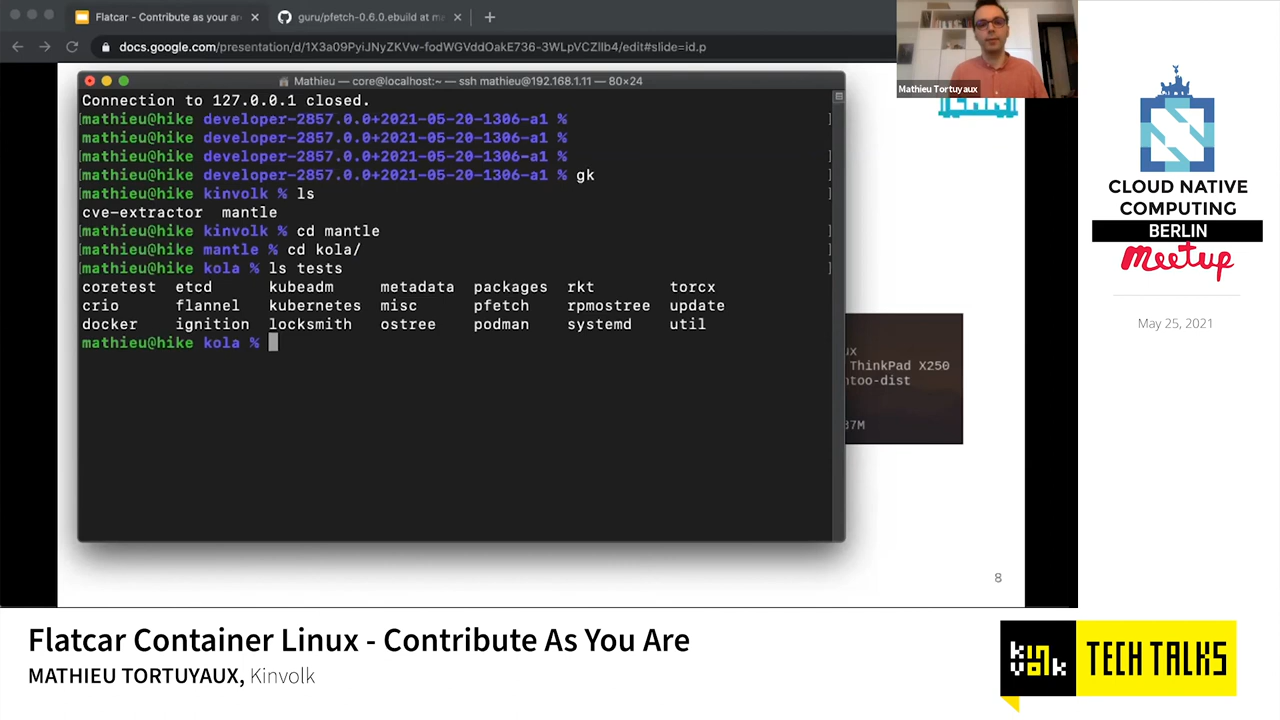 Flatcar - Contribute as your are
guru/pfetch-0.6.0.ebuild at ma
docs.google.com/presentation/d/1X3a09PyiJNyZKVw-fodWGVddOakE736-3WLpVCZlIb4/edit#slide=id.p
Mathieu — core@localhost:~ — ssh mathieu@192.168.1.11 — 80×24
Connection to 127.0.0.1 closed.
[mathieu@hike developer-2857.0.0+2021-05-20-1306-a1 % ]
[mathieu@hike developer-2857.0.0+2021-05-20-1306-a1 %
[mathieu@hike developer-2857.0.0+2021-05-20-1306-a1 % ]
[mathieu@hike developer-2857.0.0+2021-05-20-1306-a1 % gk ]
[mathieu@hike kinvolk % ls ]
cve-extractor mantle
[mathieu@hike kinvolk % cd mantle ]
[mathieu@hike mantle % cd kola/ ]
[mathieu@hike kola % ls tests ]
coretest etcd kubeadm metadata packages rkt torcx
crio flannel kubernetes misc pfetch rpmostree update
docker ignition locksmith ostree podman systemd util
mathieu@hike kola %
ux
ThinkPad X250
ntoo-dist
37M
8
Mathieu Tortuyaux
CLOUD NATIVE
COMPUTING
BERLIN
Meetup
May 25, 2021
Flatcar Container Linux - Contribute As You Are
MATHIEU TORTUYAUX, Kinvolk
kinvolk
TECH TALKS